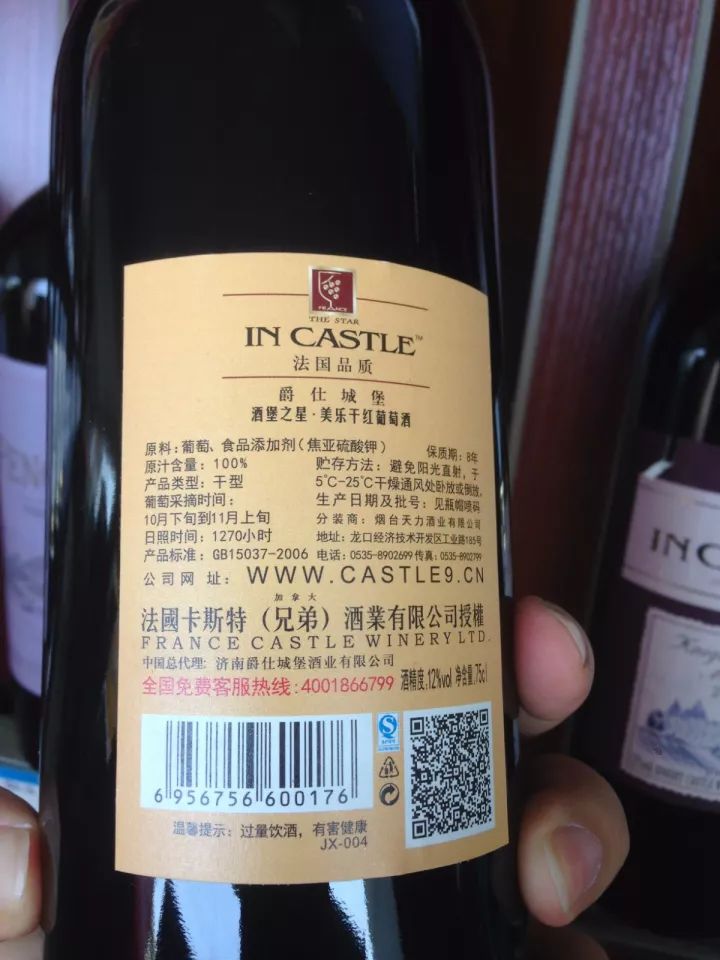 FRANCE
THE STAR
IN CASTLE™
法国品质
爵仕城堡
酒堡之星·美乐干红葡萄酒
原料:葡萄、食品添加剂(焦亚硫酸钾)
原汁含量:100%
产品类型:干型
葡萄采摘时间:
10月下旬到11月上旬
日照时间:1270小时
产品标准:GB15037-2006
保质期:8年
贮存方法:避免阳光直射,于
5℃-25℃干燥通风处卧放或倒放。
生产日期及批号:见瓶帽喷码
分装商:烟台天力酒业有限公司
地址:龙口经济技术开发区工业路185号
电话:0535-8902699 传真:0535-8902799
公司网址:WWW.CASTLE9.CN
加拿大
法國卡斯特(兄弟)酒業有限公司授權
FRANCE CASTLE WINERY LTD.
中国总代理:济南爵仕城堡酒业有限公司
全国免费客服热线:4001866799
酒精度:12%vol 净含量:75cl
6 956756 600176
温馨提示:过量饮酒,有害健康
JX-004
IN C